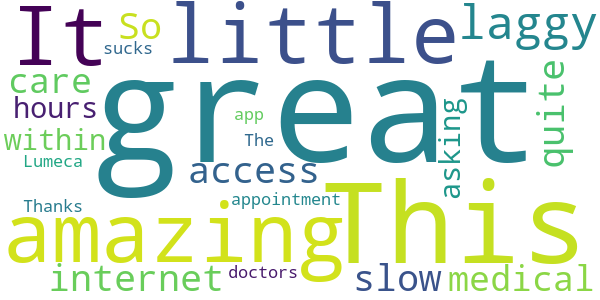 It
So
little
laggy
sucks
care
great
quite
hours
app
asking
within
The
Lumeca
access
Thanks
appointment
amazing
This
internet
doctors
slow
medical